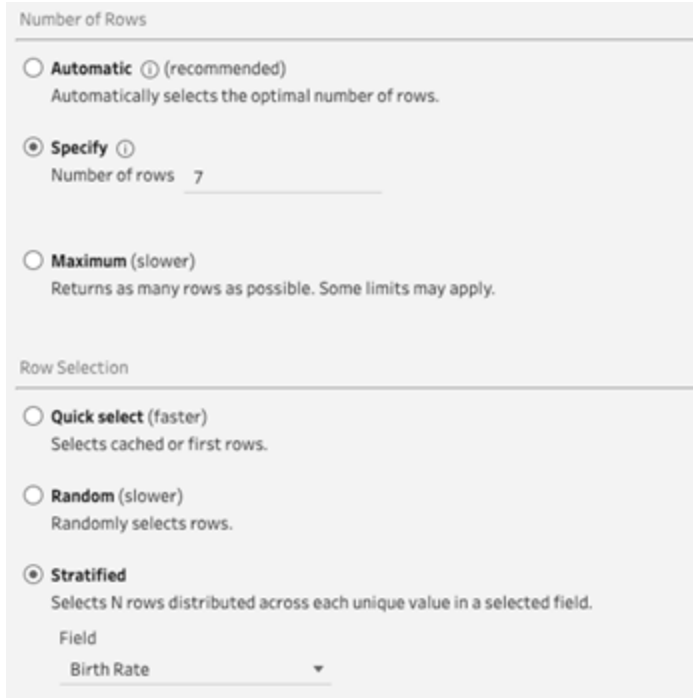 Number of Rows
Automatic ⓘ (recommended)
Automatically selects the optimal number of rows.
Specify ⓘ
Number of rows 7
Maximum (slower)
Returns as many rows as possible. Some limits may apply.
Row Selection
Quick select (faster)
Selects cached or first rows.
Random (slower)
Randomly selects rows.
Stratified
Selects N rows distributed across each unique value in a selected field.
Field
Birth Rate